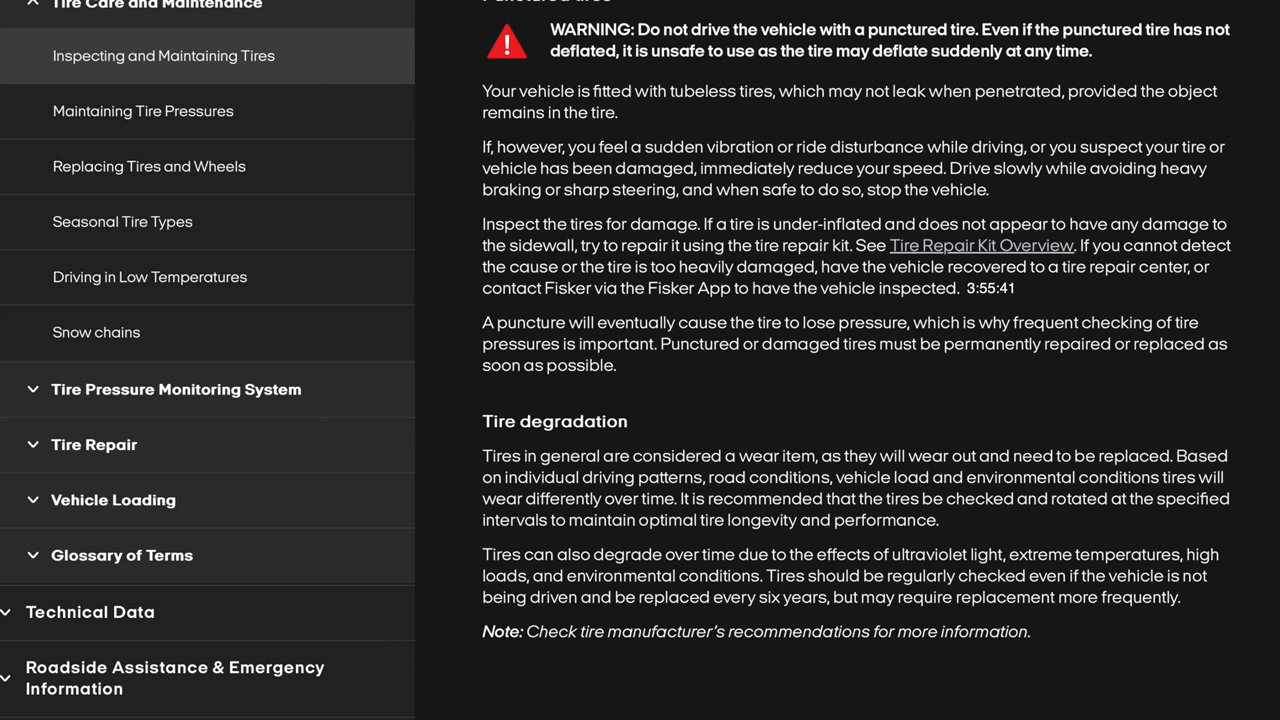 Tire Care and Maintenance
Inspecting and Maintaining Tires
Maintaining Tire Pressures
Replacing Tires and Wheels
Seasonal Tire Types
Driving in Low Temperatures
Snow chains
Tire Pressure Monitoring System
Tire Repair
Vehicle Loading
Glossary of Terms
Technical Data
Roadside Assistance & Emergency
Information
Punctured tires
WARNING: Do not drive the vehicle with a punctured tire. Even if the punctured tire has not
deflated, it is unsafe to use as the tire may deflate suddenly at any time.
Your vehicle is fitted with tubeless tires, which may not leak when penetrated, provided the object
remains in the tire.
If, however, you feel a sudden vibration or ride disturbance while driving, or you suspect your tire or
vehicle has been damaged, immediately reduce your speed. Drive slowly while avoiding heavy
braking or sharp steering, and when safe to do so, stop the vehicle.
Inspect the tires for damage. If a tire is under-inflated and does not appear to have any damage to
the sidewall, try to repair it using the tire repair kit. See Tire Repair Kit Overview. If you cannot detect
the cause or the tire is too heavily damaged, have the vehicle recovered to a tire repair center, or
contact Fisker via the Fisker App to have the vehicle inspected. 3:55:41
A puncture will eventually cause the tire to lose pressure, which is why frequent checking of tire
pressures is important. Punctured or damaged tires must be permanently repaired or replaced as
soon as possible.
Tire degradation
Tires in general are considered a wear item, as they will wear out and need to be replaced. Based
on individual driving patterns, road conditions, vehicle load and environmental conditions tires will
wear differently over time. It is recommended that the tires be checked and rotated at the specified
intervals to maintain optimal tire longevity and performance.
Tires can also degrade over time due to the effects of ultraviolet light, extreme temperatures, high
loads, and environmental conditions. Tires should be regularly checked even if the vehicle is not
being driven and be replaced every six years, but may require replacement more frequently.
Note: Check tire manufacturer's recommendations for more information.